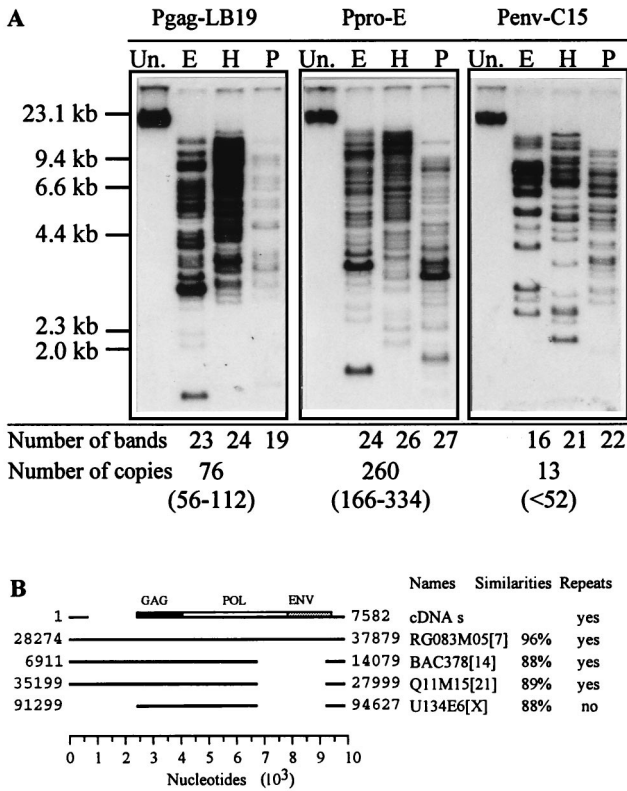 A
Pgag-LB19 Ppro-E Penv-C15
Un. E H P Un. E H P Un. E H P
23.1 kb
9.4 kb
6.6 kb
4.4 kb
2.3 kb
2.0 kb
Number of bands 23 24 19 24 26 27 16 21 22
Number of copies 76 260 13
(56-112) (166-334) (<52)
B
Names Similarities Repeats
GAG POL ENV
1 7582 cDNA s yes
28274 37879 RG083M05[7] 96% yes
6911 14079 BAC378[14] 88% yes
35199 27999 Q11M15[21] 89% yes
91299 94627 U134E6[X] 88% no
0 1 2 3 4 5 6 7 8 9 10
Nucleotides (10³)